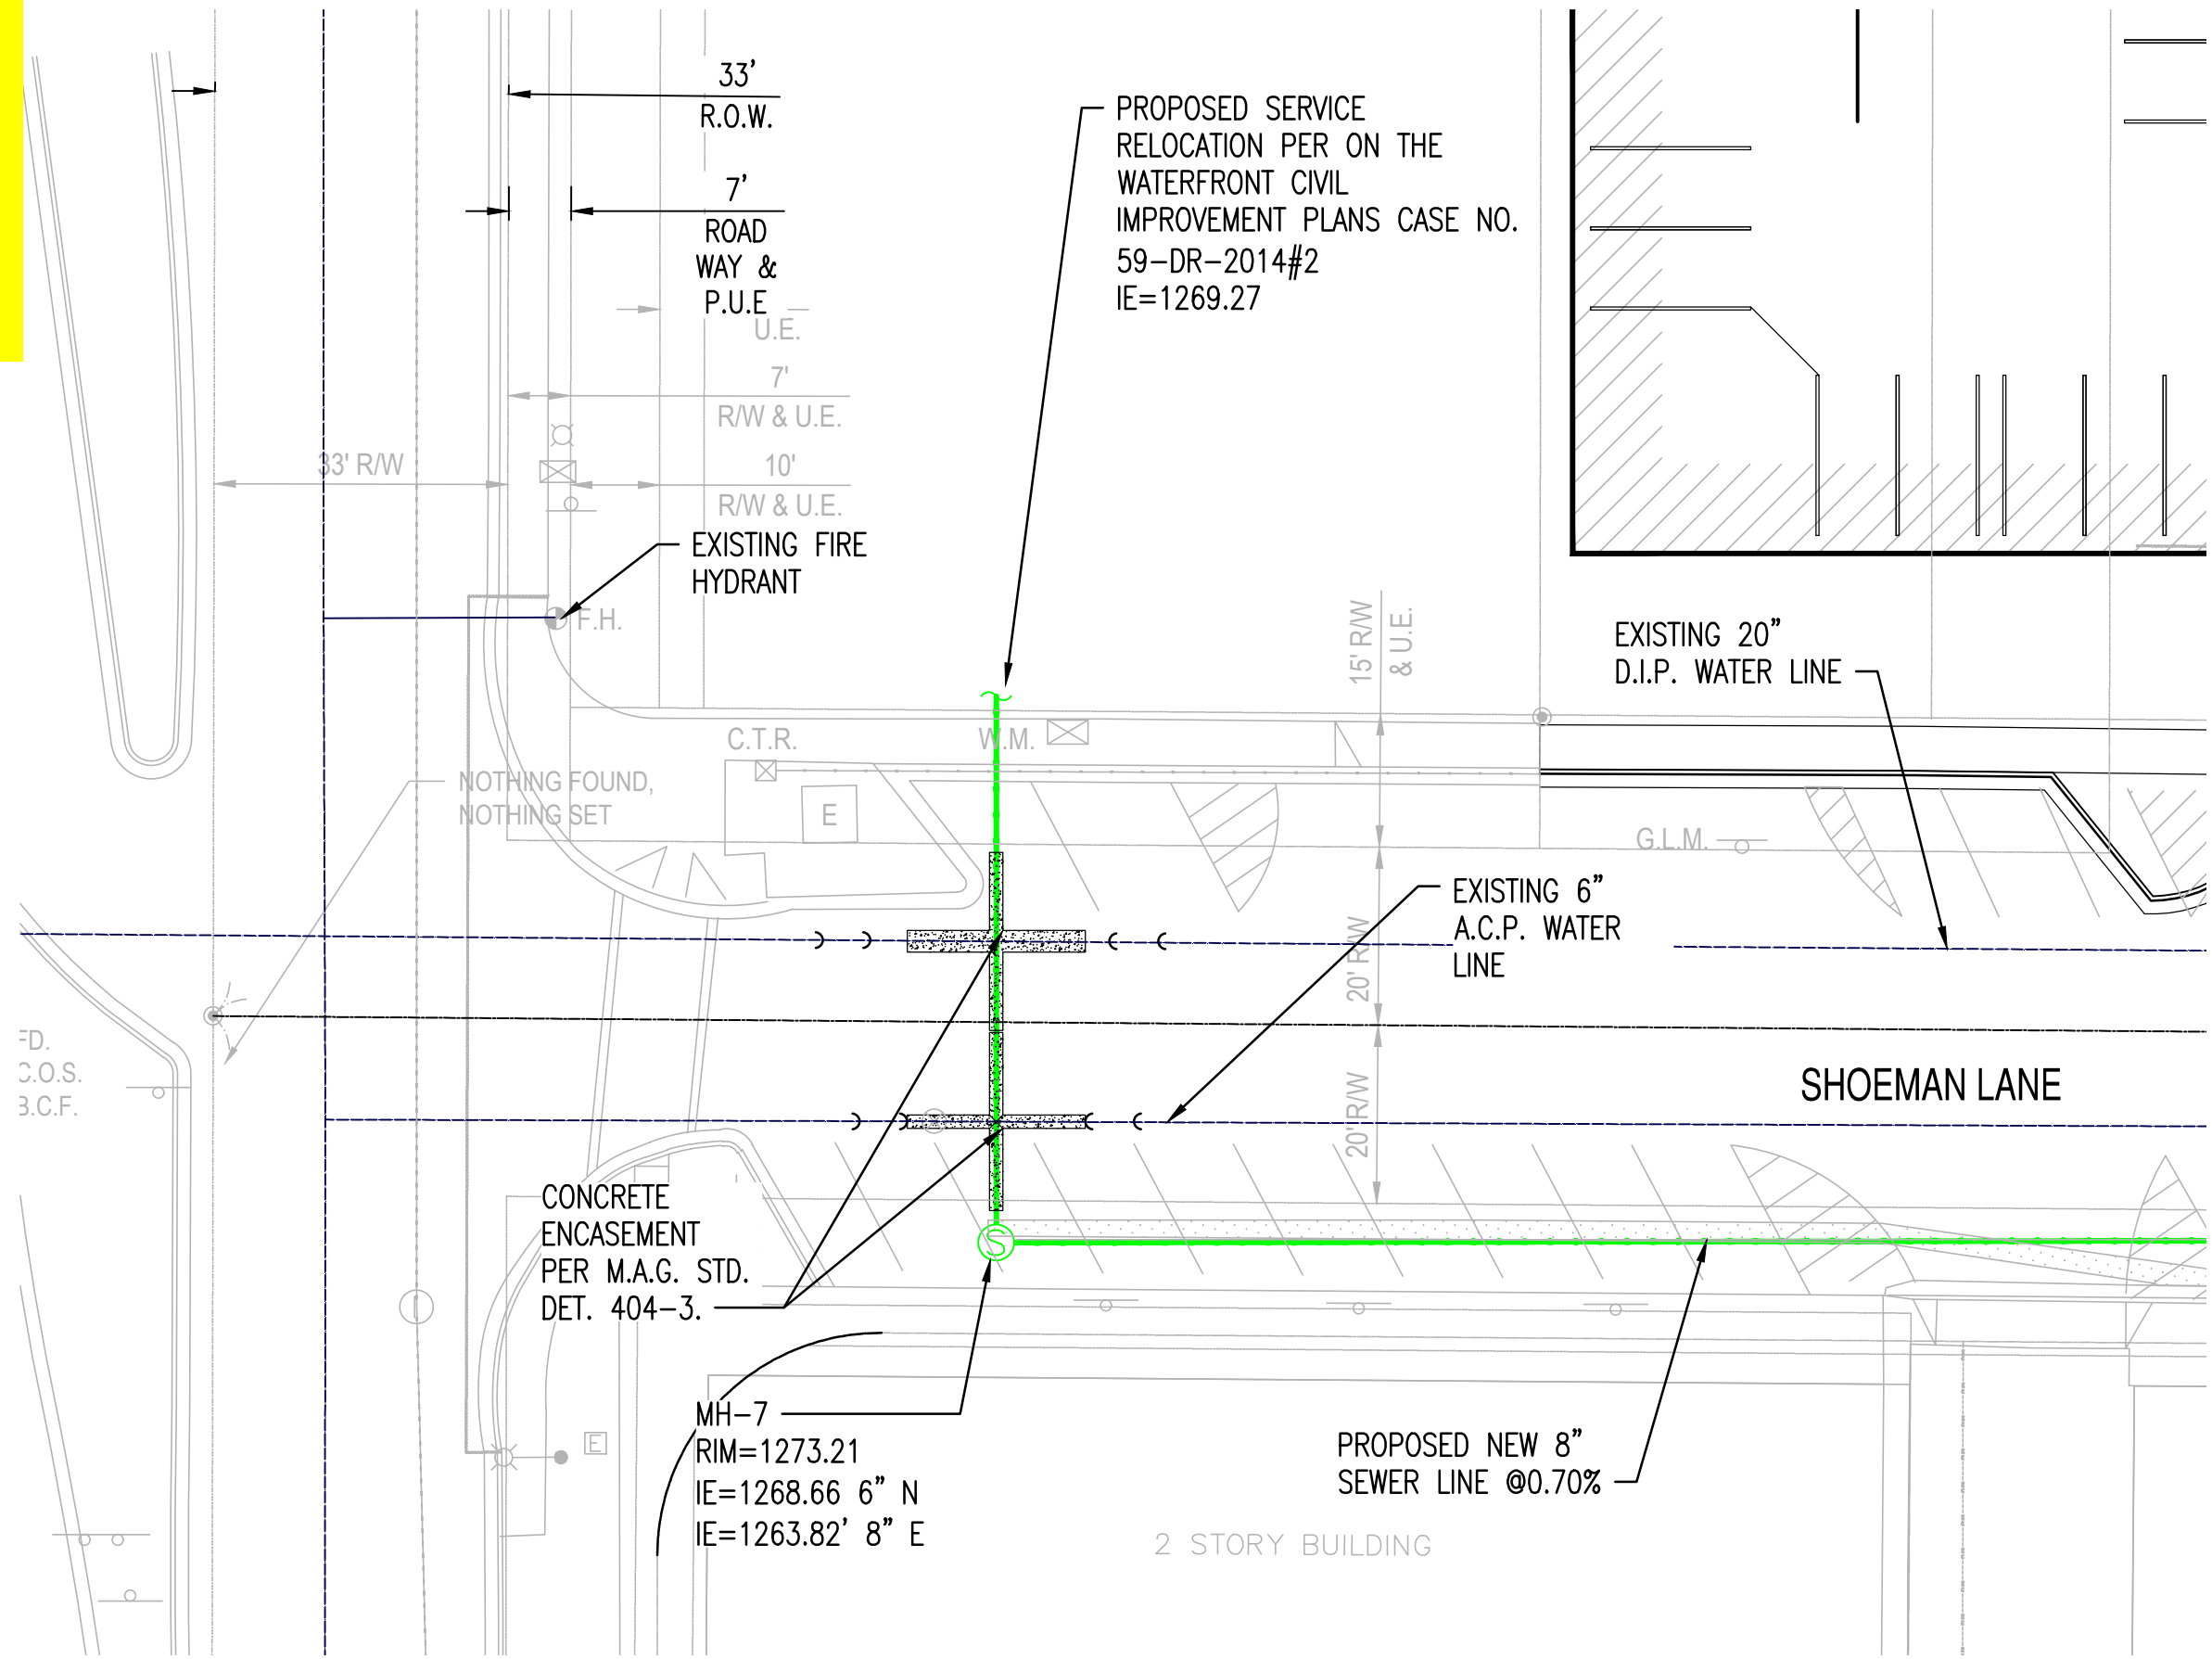 33'
R.O.W.
7'
ROAD
WAY &
P.U.E
U.E.
7'
R/W & U.E.
33' R/W
10'
R/W & U.E.
PROPOSED SERVICE
RELOCATION PER ON THE
WATERFRONT CIVIL
IMPROVEMENT PLANS CASE NO.
59-DR-2014#2
IE=1269.27
EXISTING FIRE
HYDRANT
F.H.
15' R/W
& U.E.
EXISTING 20"
D.I.P. WATER LINE
C.T.R.
W.M.
NOTHING FOUND,
NOTHING SET
E
G.L.M.
EXISTING 6"
A.C.P. WATER
LINE
20' R/W
C.O.S.
B.C.F.
SHOEMAN LANE
20' R/W
CONCRETE
ENCASEMENT
PER M.A.G. STD.
DET. 404-3.
S
MH-7
RIM=1273.21
IE=1268.66 6" N
IE=1263.82' 8" E
E
PROPOSED NEW 8"
SEWER LINE @0.70%
2 STORY BUILDING